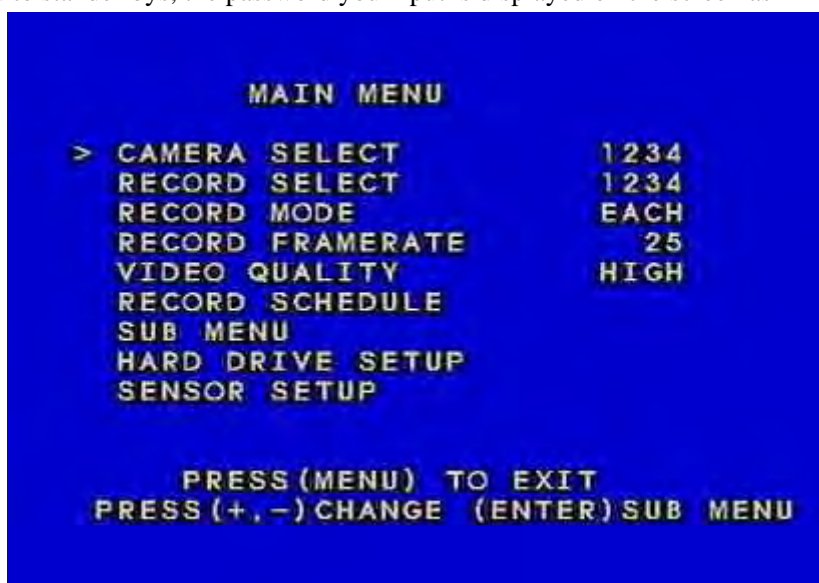 MAIN MENU
> CAMERA SELECT 1234
RECORD SELECT 1234
RECORD MODE EACH
RECORD FRAMERATE 25
VIDEO QUALITY HIGH
RECORD SCHEDULE
SUB MENU
HARD DRIVE SETUP
SENSOR SETUP
PRESS(MENU) TO EXIT
PRESS(+,-)CHANGE (ENTER)SUB MENU